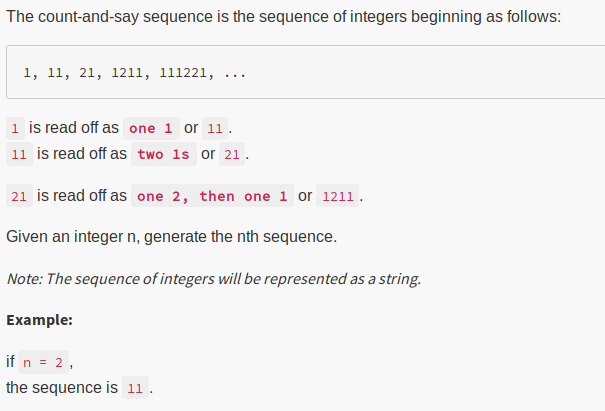 The count-and-say sequence is the sequence of integers beginning as follows:
1, 11, 21, 1211, 111221, ...
1 is read off as one 1 or 11.
11 is read off as two 1s or 21.
21 is read off as one 2, then one 1 or 1211.
Given an integer n, generate the nth sequence.
Note: The sequence of integers will be represented as a string.
Example:
if n = 2,
the sequence is 11.